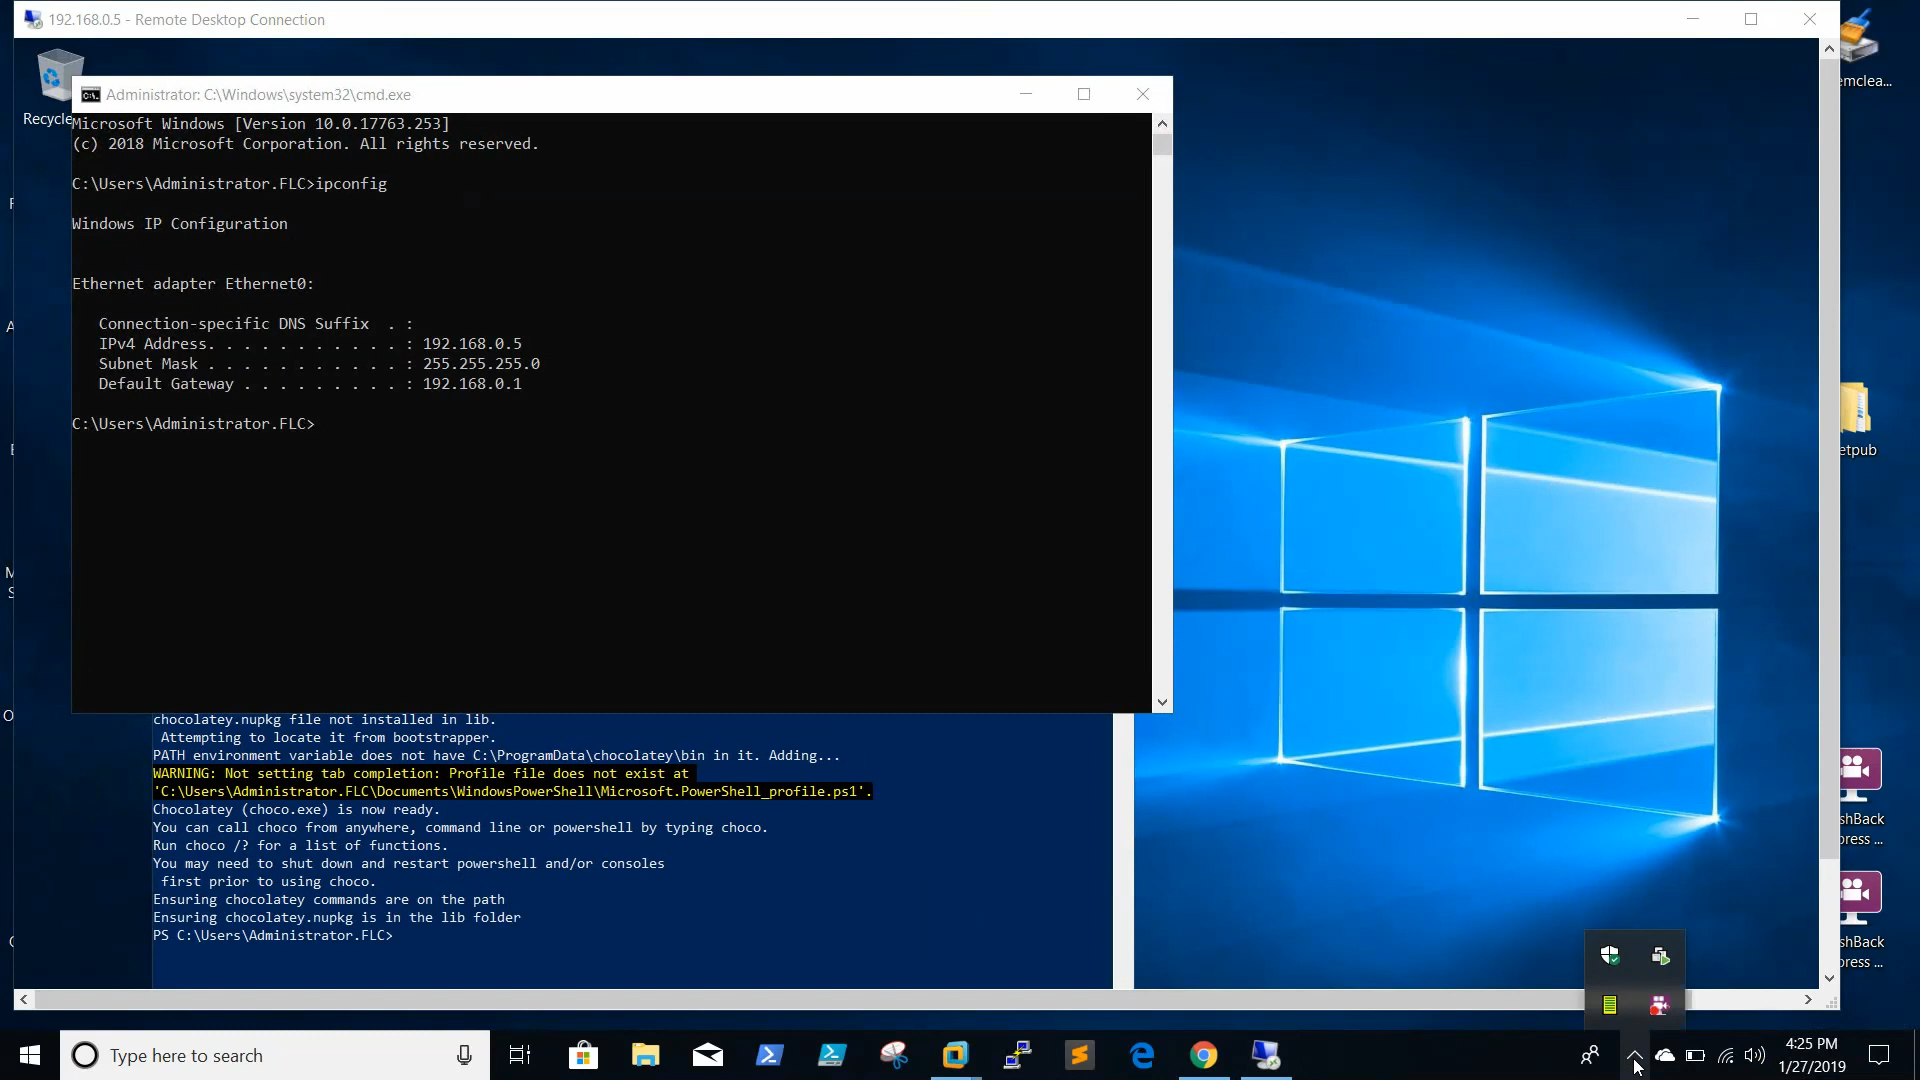 192.168.0.5 - Remote Desktop Connection
Recycle
Administrator: C:\Windows\system32\cmd.exe
Microsoft Windows [Version 10.0.17763.253]
(c) 2018 Microsoft Corporation. All rights reserved.
C:\Users\Administrator.FLC>ipconfig
Windows IP Configuration
Ethernet adapter Ethernet0:
Connection-specific DNS Suffix . :
IPv4 Address. . . . . . . . . . . : 192.168.0.5
Subnet Mask . . . . . . . . . . . : 255.255.255.0
Default Gateway . . . . . . . . . : 192.168.0.1
C:\Users\Administrator.FLC>
chocolatey.nupkg file not installed in lib.
Attempting to locate it from bootstrapper.
PATH environment variable does not have C:\ProgramData\chocolatey\bin in it. Adding...
WARNING: Not setting tab completion: Profile file does not exist at
'C:\Users\Administrator.FLC\Documents\WindowsPowerShell\Microsoft.PowerShell_profile.ps1'.
Chocolatey (choco.exe) is now ready.
You can call choco from anywhere, command line or powershell by typing choco.
Run choco /? for a list of functions.
You may need to shut down and restart powershell and/or consoles
first prior to using choco.
Ensuring chocolatey commands are on the path
Ensuring chocolatey.nupkg is in the lib folder
PS C:\Users\Administrator.FLC>
emclea...
etpub
shBack
press ...
shBack
press ...
Type here to search
4:25 PM
1/27/2019